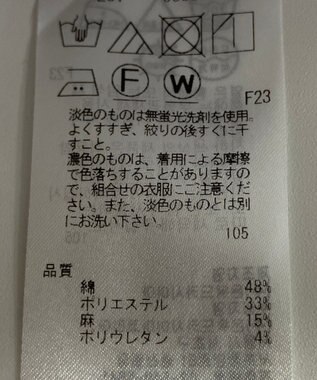 F
W
F23
淡色のものは無蛍光洗剤を使用。
よくすすぎ、絞りの後すぐに干
すこと。
濃色のものは、着用による摩擦
で色落ちすることがありますの
で、組合せの衣服にご注意くだ
さい。また、淡色のものとは別
にお洗い下さい。
105
品質
綿 48%
ポリエステル 33%
麻 15%
ポリウレタン 4%